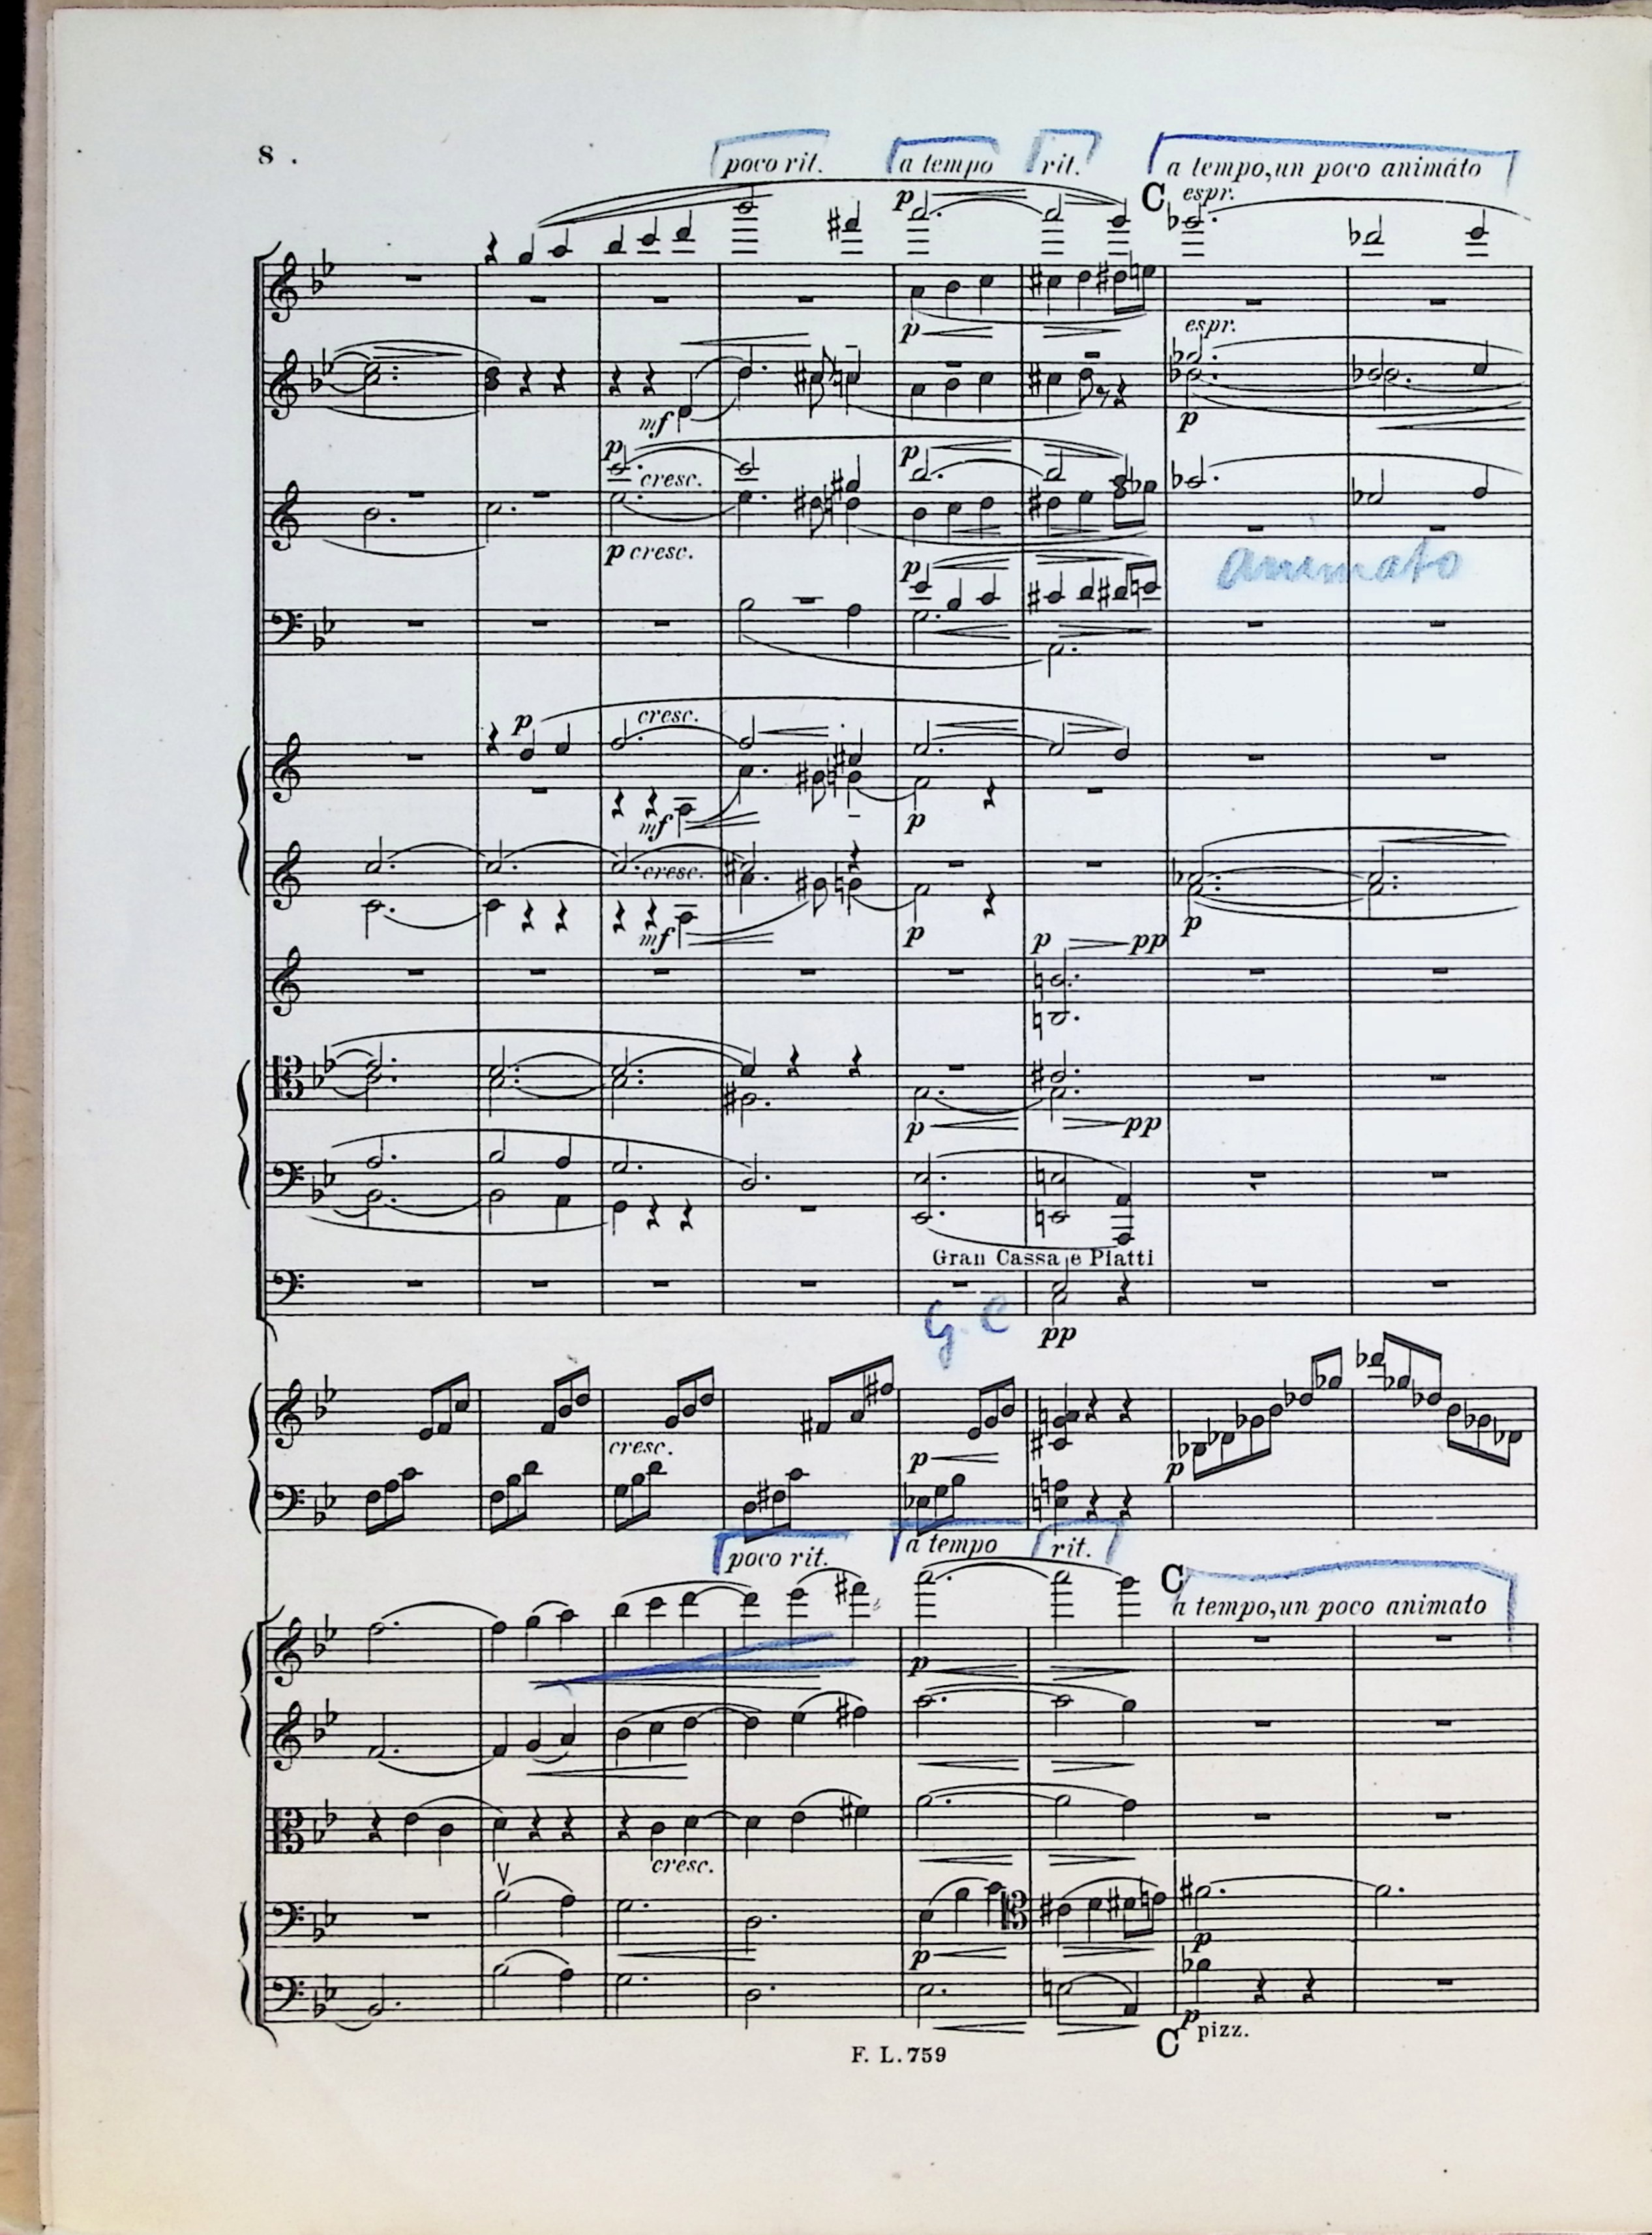 8.
poco rit. a tempo rit. a tempo, un poco animato
p C espr.
p espr.
mf p
p cresc. p
p cresc.
animato
p
p cresc.
mf p
cresc.
mf p p
p pp
p pp
Gran Cassa e Piatti
G. C
pp
cresc. p p
poco rit. a tempo rit. C
a tempo, un poco animato
p
cresc.
p p
p pizz.
C
F. L. 759